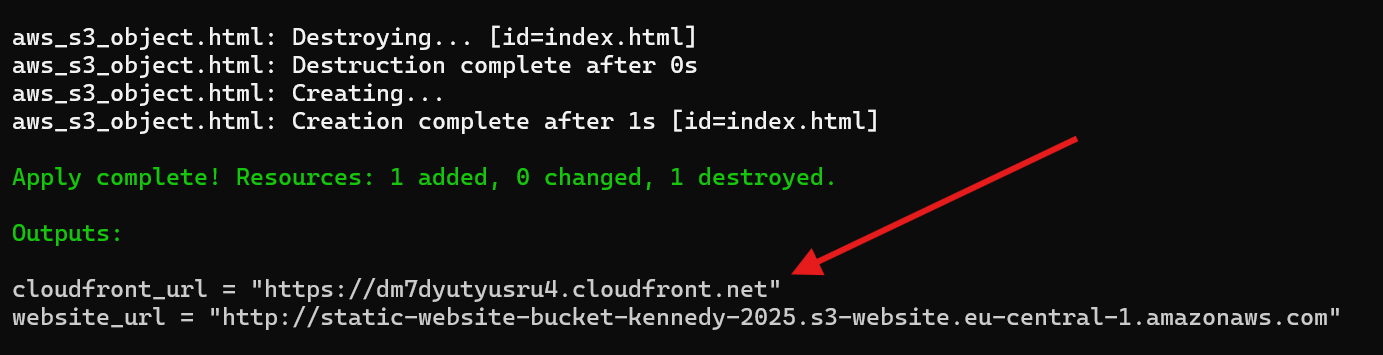 aws_s3_object.html: Destroying... [id=index.html]
aws_s3_object.html: Destruction complete after 0s
aws_s3_object.html: Creating...
aws_s3_object.html: Creation complete after 1s [id=index.html]
Apply complete! Resources: 1 added, 0 changed, 1 destroyed.
Outputs:
cloudfront_url = "https://dm7dyutyusru4.cloudfront.net"
website_url = "http://static-website-bucket-kennedy-2025.s3-website.eu-central-1.amazonaws.com"